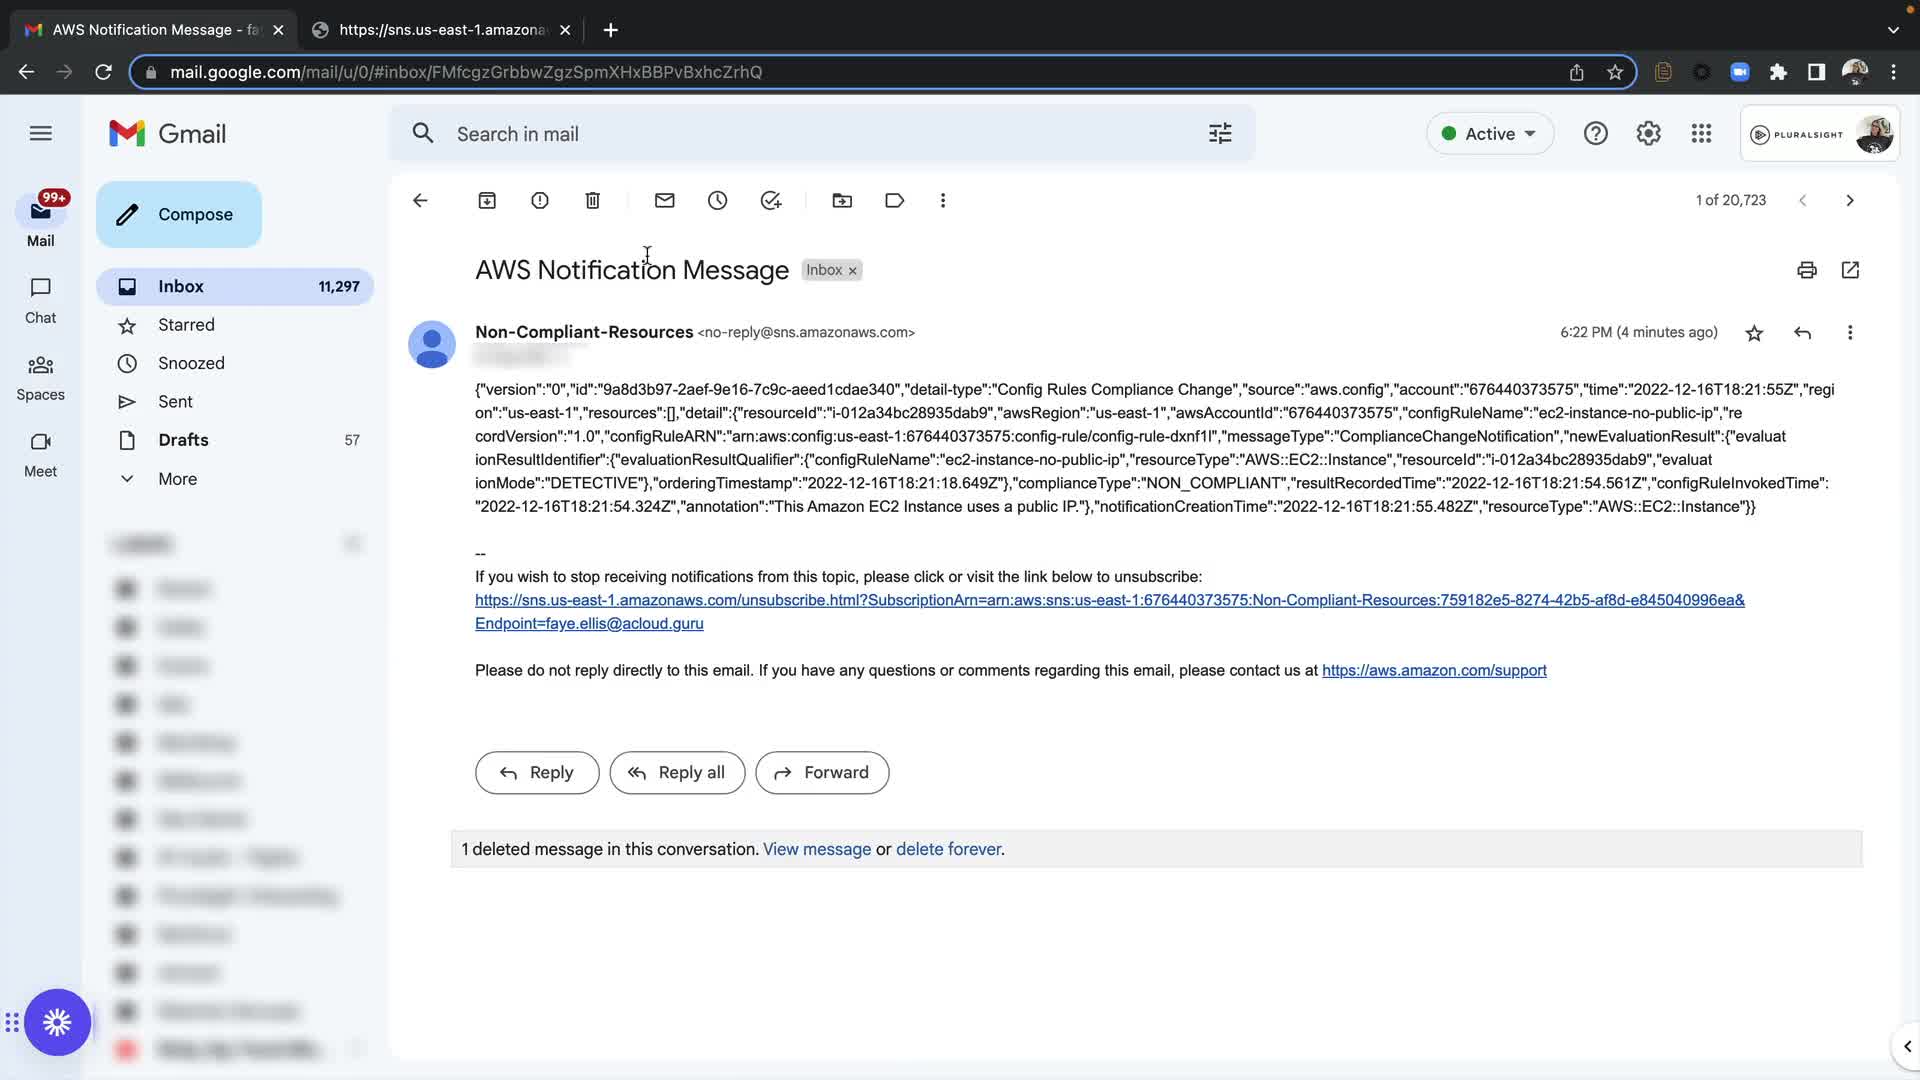 AWS Notification Message - fa
https://sns.us-east-1.amazona
mail.google.com/mail/u/0/#inbox/FMfcgzGrbbwZgzSpmXHxBBPvBxhcZrhQ
Gmail
Search in mail
Active
PLURALSIGHT
99+
Mail
Chat
Spaces
Meet
Compose
Inbox 11,297
Starred
Snoozed
Sent
Drafts 57
More
1 of 20,723
AWS Notification Message Inbox ×
Non-Compliant-Resources <no-reply@sns.amazonaws.com>
6:22 PM (4 minutes ago)
{"version":"0","id":"9a8d3b97-2aef-9e16-7c9c-aeed1cdae340","detail-type":"Config Rules Compliance Change","source":"aws.config","account":"676440373575","time":"2022-12-16T18:21:55Z","regi
on":"us-east-1","resources":[],"detail":{"resourceId":"i-012a34bc28935dab9","awsRegion":"us-east-1","awsAccountId":"676440373575","configRuleName":"ec2-instance-no-public-ip","re
cordVersion":"1.0","configRuleARN":"arn:aws:config:us-east-1:676440373575:config-rule/config-rule-dxnf1l","messageType":"ComplianceChangeNotification","newEvaluationResult":{"evaluat
ionResultIdentifier":{"evaluationResultQualifier":{"configRuleName":"ec2-instance-no-public-ip","resourceType":"AWS::EC2::Instance","resourceId":"i-012a34bc28935dab9","evaluat
ionMode":"DETECTIVE"},"orderingTimestamp":"2022-12-16T18:21:18.649Z"},"complianceType":"NON_COMPLIANT","resultRecordedTime":"2022-12-16T18:21:54.561Z","configRuleInvokedTime":
"2022-12-16T18:21:54.324Z","annotation":"This Amazon EC2 Instance uses a public IP."},"notificationCreationTime":"2022-12-16T18:21:55.482Z","resourceType":"AWS::EC2::Instance"}}
--
If you wish to stop receiving notifications from this topic, please click or visit the link below to unsubscribe:
https://sns.us-east-1.amazonaws.com/unsubscribe.html?SubscriptionArn=arn:aws:sns:us-east-1:676440373575:Non-Compliant-Resources:759182e5-8274-42b5-af8d-e845040996ea&
Endpoint=faye.ellis@acloud.guru
Please do not reply directly to this email. If you have any questions or comments regarding this email, please contact us at https://aws.amazon.com/support
Reply
Reply all
Forward
1 deleted message in this conversation. View message or delete forever.